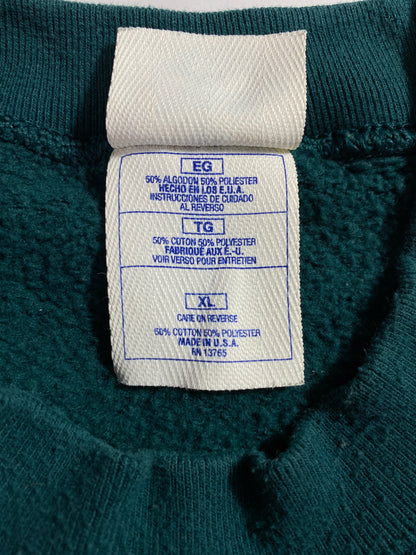 EG
50% ALGODON 50% POLIESTER
HECHO EN LOS E.U.A.
INSTRUCCIONES DE CUIDADO
AL REVERSO
TG
50% COTON 50% POLYESTER
FABRIQUÉ AUX É.-U.
VOIR VERSO POUR ENTRETIEN
XL
CARE ON REVERSE
50% COTTON 50% POLYESTER
MADE IN U.S.A.
RN 13765